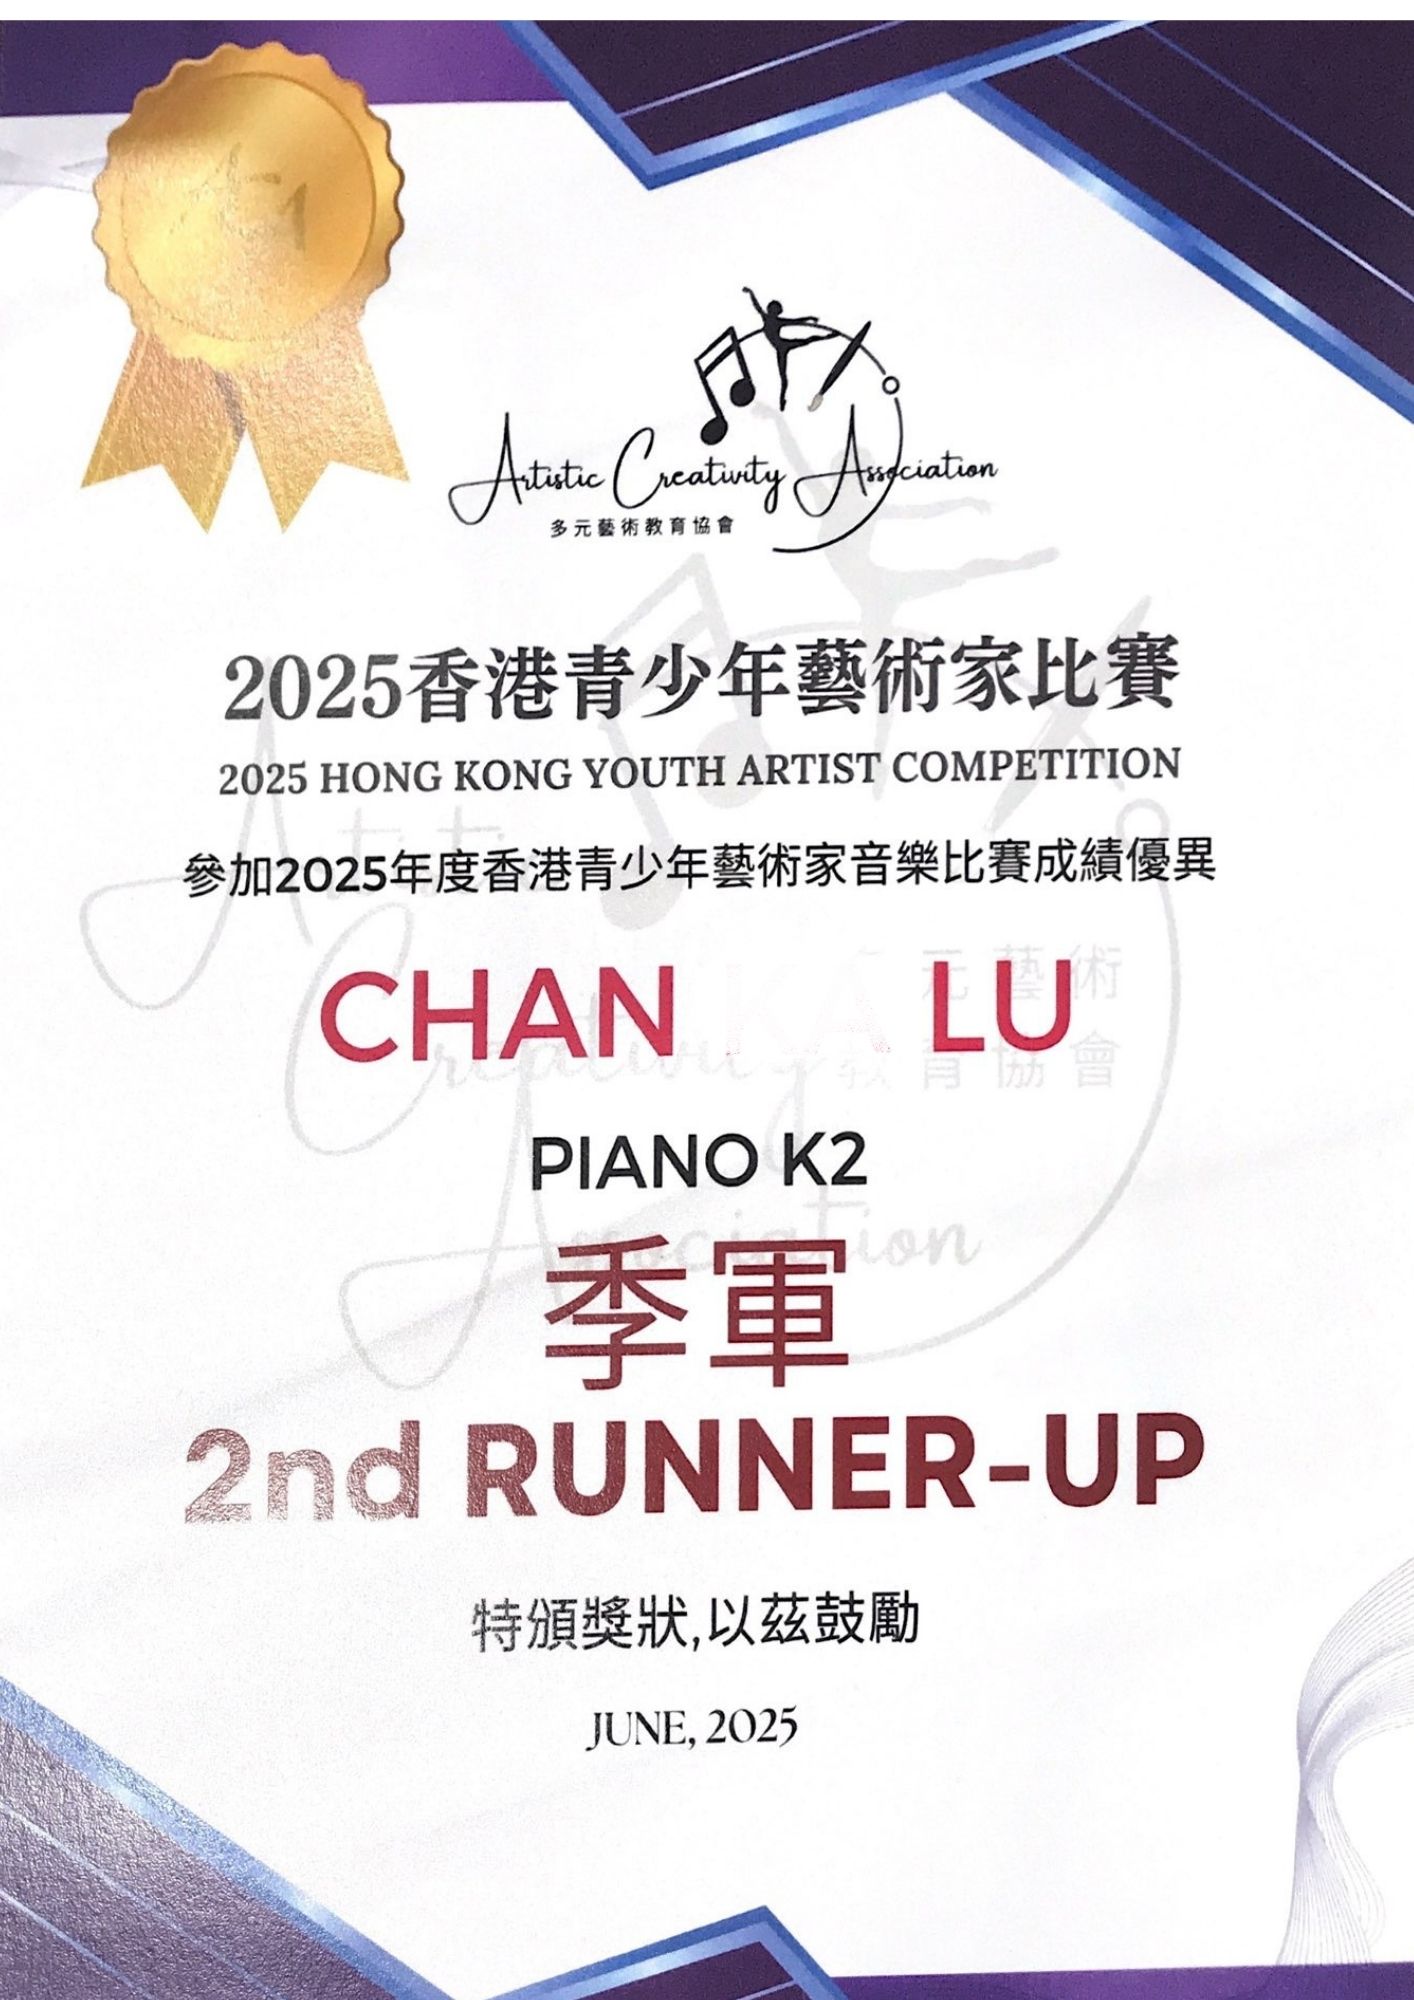 Artistic Creativity Association
多元藝術教育協會
2025香港青少年藝術家比賽
2025 HONG KONG YOUTH ARTIST COMPETITION
參加2025年度香港青少年藝術家音樂比賽成績優異
CHAN LU
PIANO K2
季軍
2nd RUNNER-UP
特頒獎狀,以茲鼓勵
JUNE, 2025